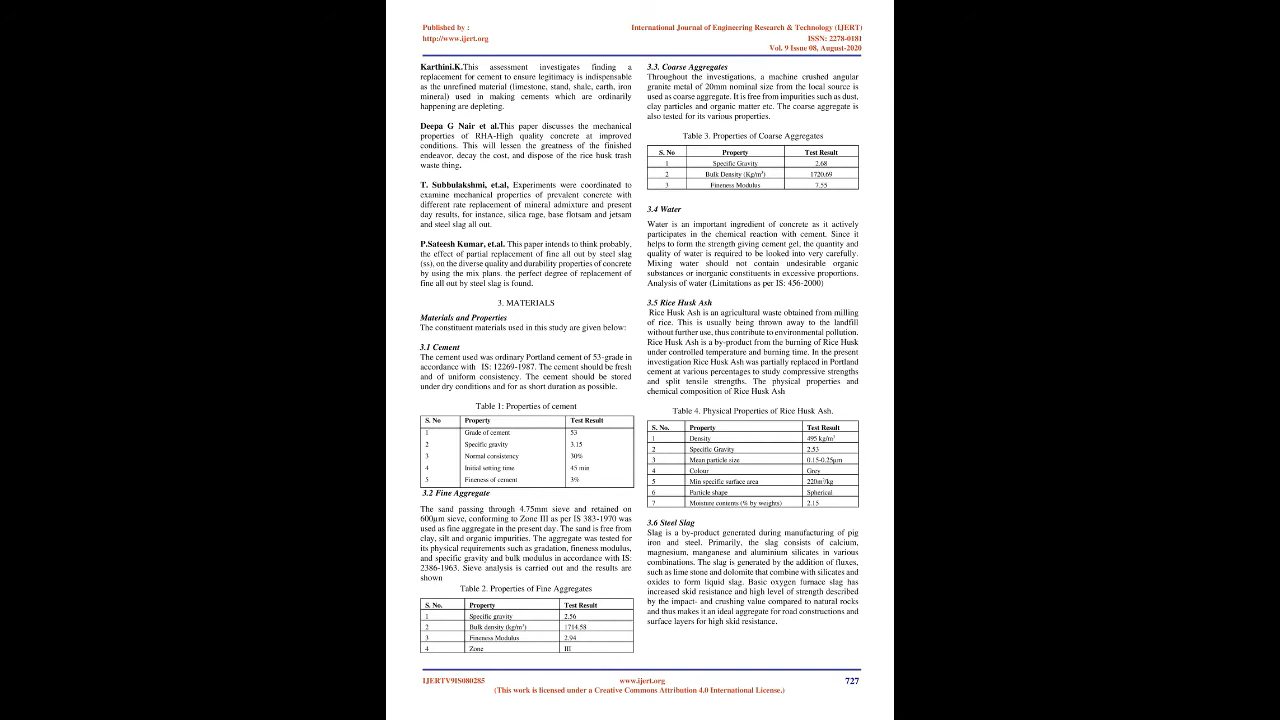 Published by :
http://www.ijert.org
International Journal of Engineering Research & Technology (IJERT)
ISSN: 2278-0181
Vol. 9 Issue 08, August-2020
Karthini.K.This assessment investigates finding a
replacement for cement to ensure legitimacy is indispensable
as the unrefined material (limestone, stand, shale, earth, iron
mineral) used in making cements which are ordinarily
happening are depleting.
Deepa G Nair et al.This paper discusses the mechanical
properties of RHA-High quality concrete at improved
conditions. This will lessen the greatness of the finished
endeavor, decay the cost, and dispose of the rice husk trash
waste thing.
T. Subbulakshmi, et.al, Experiments were coordinated to
examine mechanical properties of prevalent concrete with
different rate replacement of mineral admixture and present
day results, for instance, silica rage, base flotsam and jetsam
and steel slag all out.
P.Sateesh Kumar, et.al. This paper intends to think probably,
the effect of partial replacement of fine all out by steel slag
(ss), on the diverse quality and durability properties of concrete
by using the mix plans. the perfect degree of replacement of
fine all out by steel slag is found.
3. MATERIALS
Materials and Properties
The constituent materials used in this study are given below:
3.1 Cement
The cement used was ordinary Portland cement of 53-grade in
accordance with IS: 12269-1987. The cement should be fresh
and of uniform consistency. The cement should be stored
under dry conditions and for as short duration as possible.
Table 1: Properties of cement
S. No Property Test Result
1 Grade of cement 53
2 Specific gravity 3.15
3 Normal consistency 30%
4 Initial setting time 45 min
5 Fineness of cement 3%
3.2 Fine Aggregate
The sand passing through 4.75mm sieve and retained on
600µm sieve, conforming to Zone III as per IS 383-1970 was
used as fine aggregate in the present day. The sand is free from
clay, silt and organic impurities. The aggregate was tested for
its physical requirements such as gradation, fineness modulus,
and specific gravity and bulk modulus in accordance with IS:
2386-1963. Sieve analysis is carried out and the results are
shown
Table 2. Properties of Fine Aggregates
S. No. Property Test Result
1 Specific gravity 2.56
2 Bulk density (kg/m³) 1714.58
3 Fineness Modulus 2.94
4 Zone III
3.3. Coarse Aggregates
Throughout the investigations, a machine crushed angular
granite metal of 20mm nominal size from the local source is
used as coarse aggregate. It is free from impurities such as dust,
clay particles and organic matter etc. The coarse aggregate is
also tested for its various properties.
Table 3. Properties of Coarse Aggregates
S. No Property Test Result
1 Specific Gravity 2.68
2 Bulk Density (Kg/m³) 1720.69
3 Fineness Modulus 7.55
3.4 Water
Water is an important ingredient of concrete as it actively
participates in the chemical reaction with cement. Since it
helps to form the strength giving cement gel, the quantity and
quality of water is required to be looked into very carefully.
Mixing water should not contain undesirable organic
substances or inorganic constituents in excessive proportions.
Analysis of water (Limitations as per IS: 456-2000)
3.5 Rice Husk Ash
Rice Husk Ash is an agricultural waste obtained from milling
of rice. This is usually being thrown away to the landfill
without further use, thus contribute to environmental pollution.
Rice Husk Ash is a by-product from the burning of Rice Husk
under controlled temperature and burning time. In the present
investigation Rice Husk Ash was partially replaced in Portland
cement at various percentages to study compressive strengths
and split tensile strengths. The physical properties and
chemical composition of Rice Husk Ash
Table 4. Physical Properties of Rice Husk Ash.
S. No. Property Test Result
1 Density 495 kg/m³
2 Specific Gravity 2.53
3 Mean particle size 0.15-0.25µm
4 Colour Grey
5 Min specific surface area 220m²/kg
6 Particle shape Spherical
7 Moisture contents (% by weights) 2.15
3.6 Steel Slag
Slag is a by-product generated during manufacturing of pig
iron and steel. Primarily, the slag consists of calcium,
magnesium, manganese and aluminium silicates in various
combinations. The slag is generated by the addition of fluxes,
such as lime stone and dolomite that combine with silicates and
oxides to form liquid slag. Basic oxygen furnace slag has
increased skid resistance and high level of strength described
by the impact- and crushing value compared to natural rocks
and thus makes it an ideal aggregate for road constructions and
surface layers for high skid resistance.
IJERTV9IS080285
www.ijert.org
727
(This work is licensed under a Creative Commons Attribution 4.0 International License.)